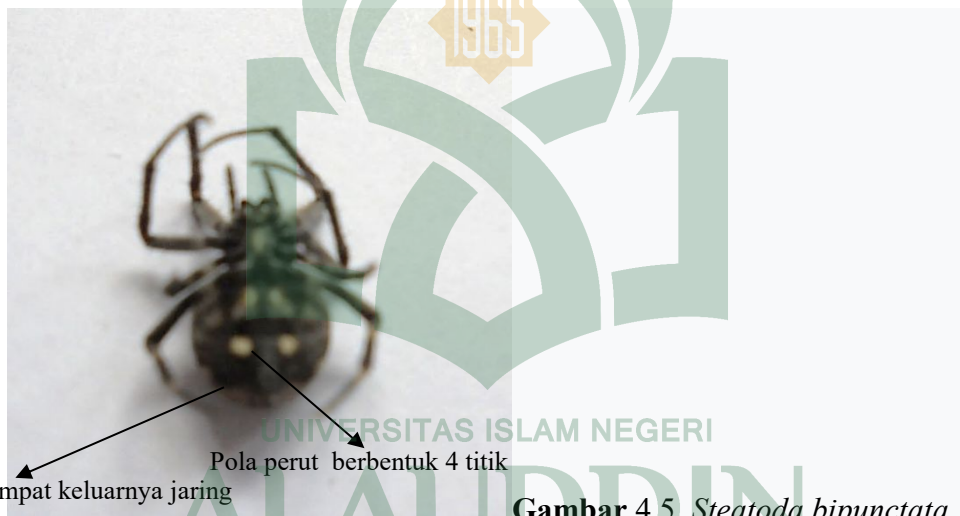 1965
UNIVERSITAS ISLAM NEGERI
Pola perut berbentuk 4 titik
mpat keluarnya jaring
ALAUDDIN
Gambar 4.5 Steatoda bipunctata